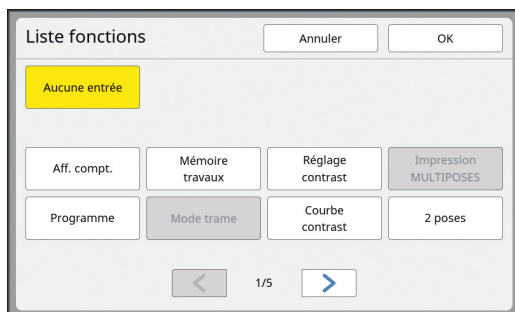 Liste fonctions
Annuler
OK
Aucune entrée
Aff. compt.
Mémoire
travaux
Réglage
contrast
Impression
MULTIPOSES
Programme
Mode trame
Courbe
contrast
2 poses
1/5